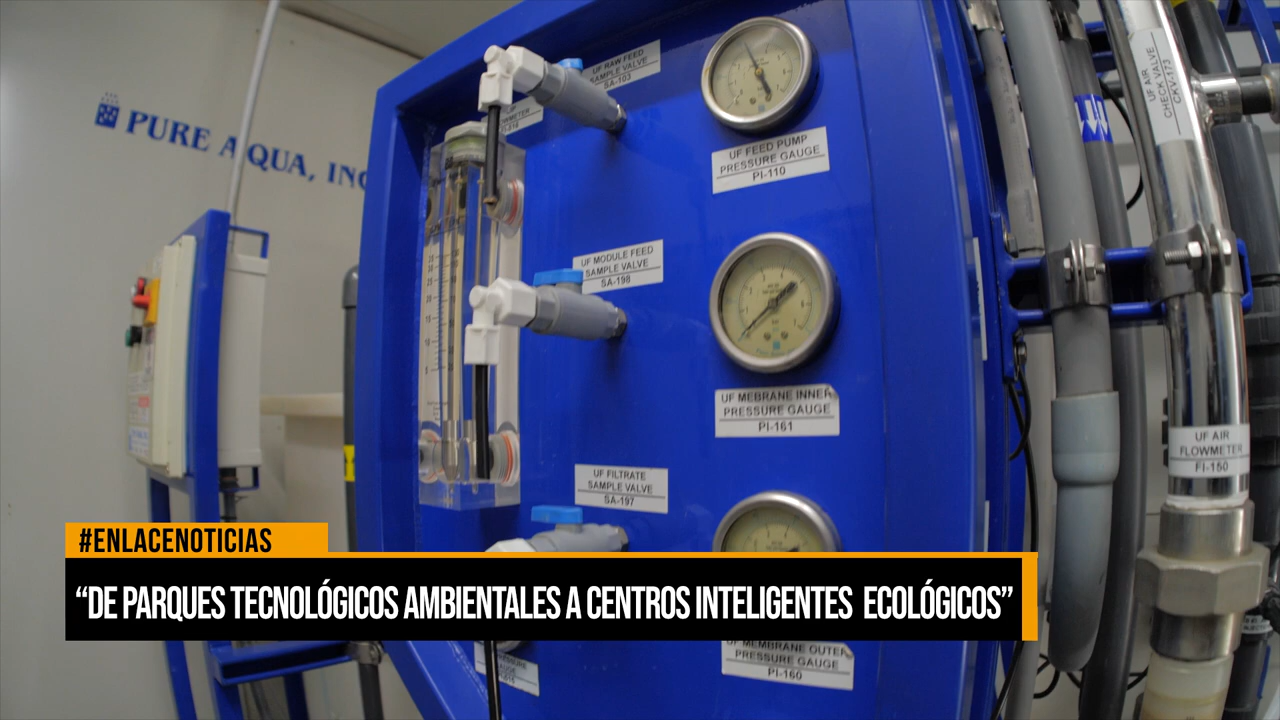 PURE AQUA, INC
UF RAW FEED
SAMPLE VALVE
SA-103
UF FEED PUMP
PRESSURE GAUGE
PI-110
UF AIR
CHECK VALVE
CKV-173
UF MODULE FEED
SAMPLE VALVE
SA-198
UF MEBRANE INNER
PRESSURE GAUGE
PI-161
UF AIR
FLOWMETER
FI-150
UF FILTRATE
SAMPLE VALVE
SA-197
#ENLACENOTICIAS
“DE PARQUES TECNOLÓGICOS AMBIENTALES A CENTROS INTELIGENTES ECOLÓGICOS”
UF MEMBRANE OUTER
PRESSURE GAUGE
PI-160